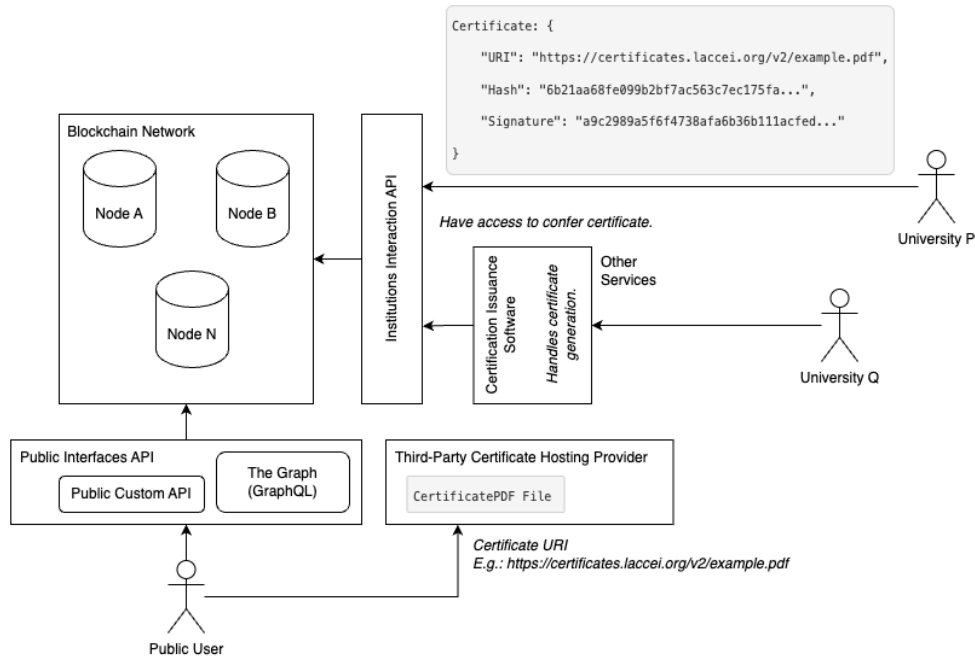 Certificate: {
"URI": "https://certificates.laccei.org/v2/example.pdf",
"Hash": "6b21aa68fe099b2bf7ac563c7ec175fa...",
"Signature": "a9c2989a5f6f4738afa6b36b111acfed..."
}
Blockchain Network
Node A
Node B
Node N
Institutions Interaction API
Have access to confer certificate.
University P
Certification Issuance
Software
Handles certificate
generation.
Other
Services
University Q
Public Interfaces API
Public Custom API
The Graph
(GraphQL)
Third-Party Certificate Hosting Provider
CertificatePDF File
Certificate URI
E.g.: https://certificates.laccei.org/v2/example.pdf
Public User